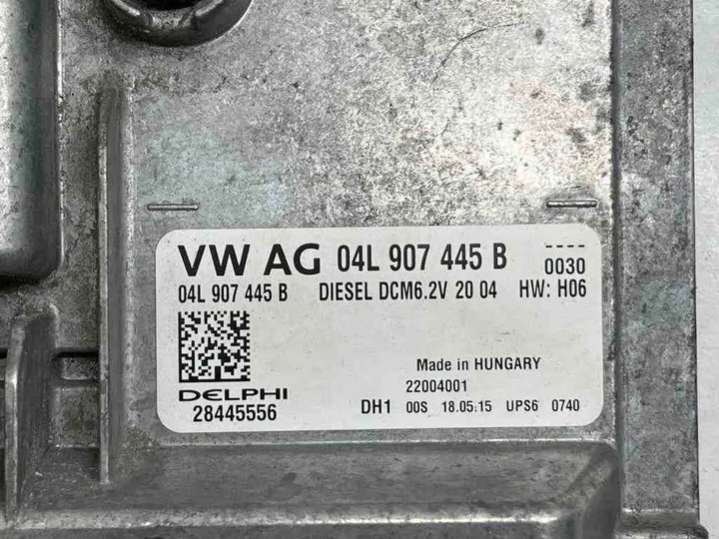 VW AG 04L 907 445 B ----
0030
04L 907 445 B DIESEL DCM6.2V 20 04 HW: H06
Made in HUNGARY
22004001
DELPHI
28445556 DH1 00S 18.05.15 UPS6 0740